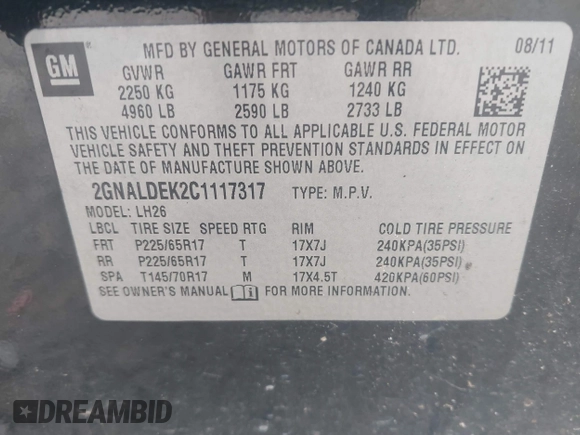 GM
MFD BY GENERAL MOTORS OF CANADA LTD. 08/11
GVWR GAWR FRT GAWR RR
2250 KG 1175 KG 1240 KG
4960 LB 2590 LB 2733 LB
THIS VEHICLE CONFORMS TO ALL APPLICABLE U.S. FEDERAL MOTOR
VEHICLE SAFETY AND THEFT PREVENTION STANDARDS IN EFFECT ON
THE DATE OF MANUFACTURE SHOWN ABOVE.
2GNALDEK2C1117317 TYPE: M.P.V.
MODEL: LH26
LBCL TIRE SIZE SPEED RTG RIM COLD TIRE PRESSURE
FRT P225/65R17 T 17X7J 240KPA(35PSI)
RR P225/65R17 T 17X7J 240KPA(35PSI)
SPA T145/70R17 M 17X4.5T 420KPA(60PSI)
SEE OWNER'S MANUAL i FOR MORE INFORMATION.
DREAMBID